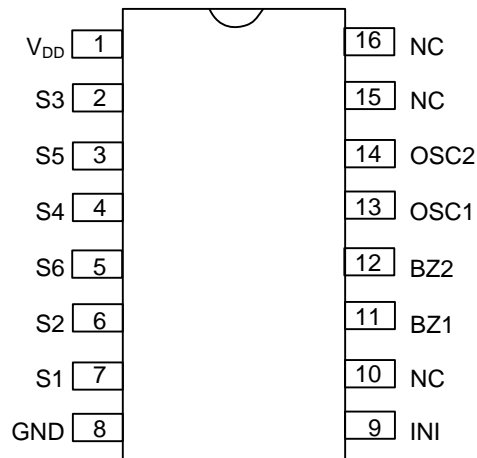 VDD 1 16 NC
S3 2 15 NC
S5 3 14 OSC2
S4 4 13 OSC1
S6 5 12 BZ2
S2 6 11 BZ1
S1 7 10 NC
GND 8 9 INI